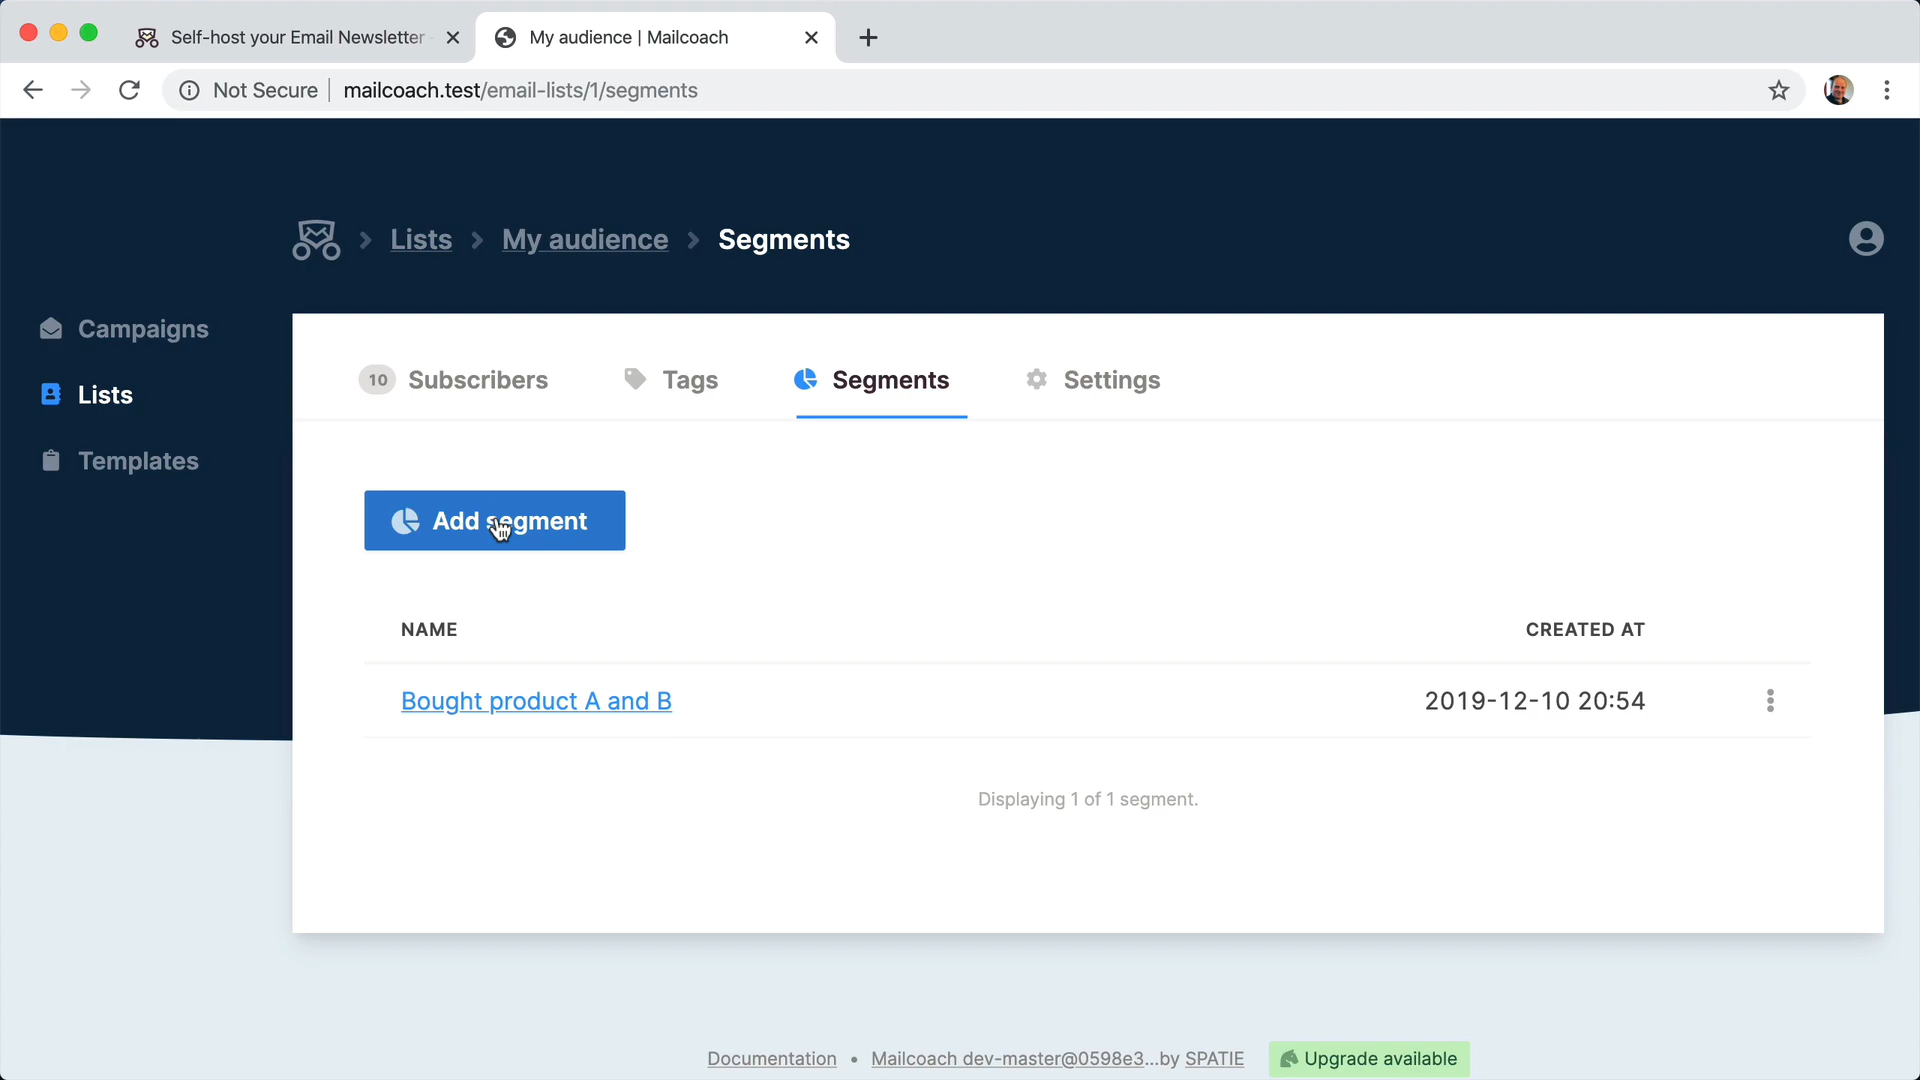 Self-host your Email Newsletter
My audience | Mailcoach
Not Secure
mailcoach.test/email-lists/1/segments
Lists
My audience
Segments
Campaigns
Lists
Templates
10 Subscribers
Tags
Segments
Settings
Add segment
NAME
CREATED AT
Bought product A and B
2019-12-10 20:54
Displaying 1 of 1 segment.
Documentation • Mailcoach dev-master@0598e3...by SPATIE
Upgrade available